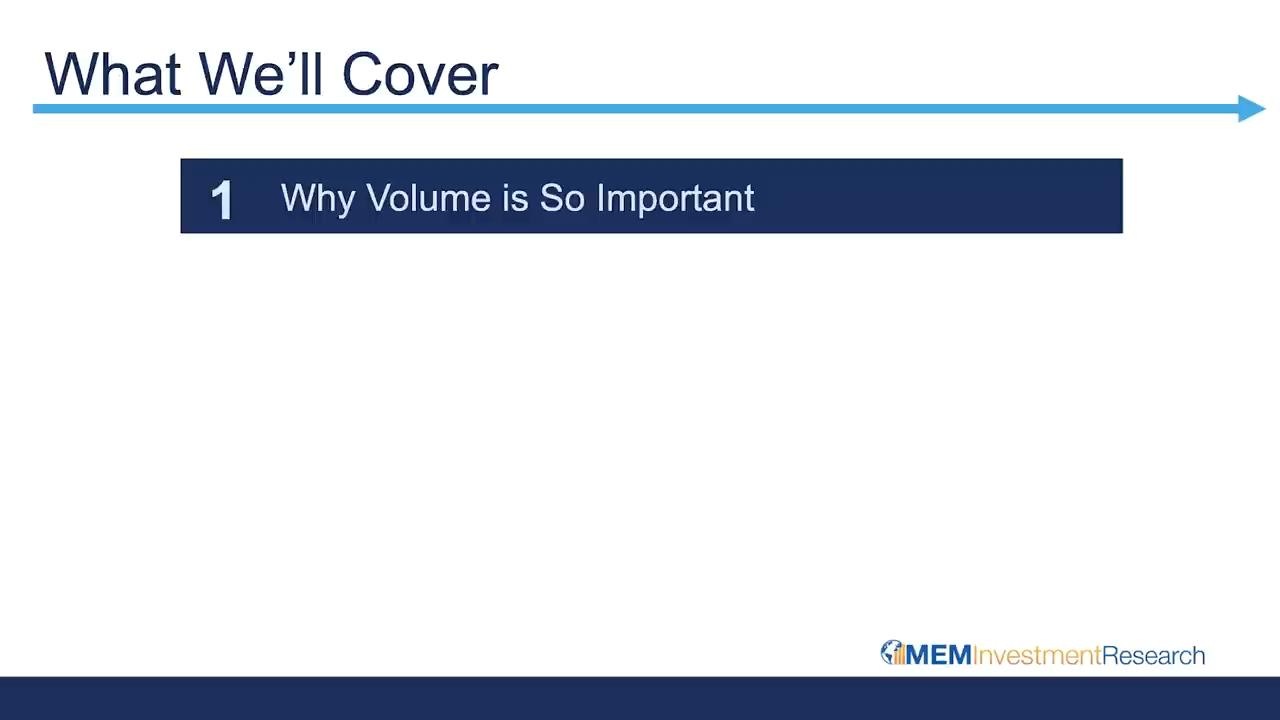 What We’ll Cover
1 Why Volume is So Important
MEMInvestmentResearch